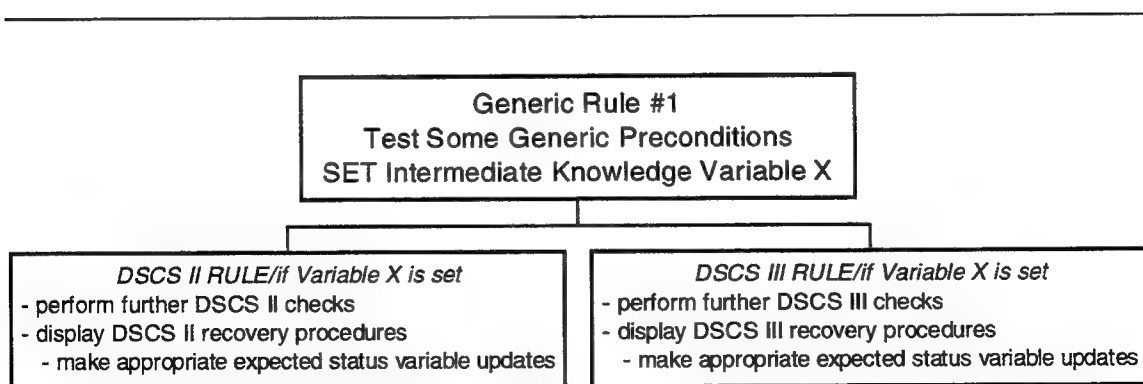 Generic Rule #1
Test Some Generic Preconditions
SET Intermediate Knowledge Variable X
DSCS II RULE/if Variable X is set
- perform further DSCS II checks
- display DSCS II recovery procedures
- make appropriate expected status variable updates
DSCS III RULE/if Variable X is set
- perform further DSCS III checks
- display DSCS III recovery procedures
- make appropriate expected status variable updates